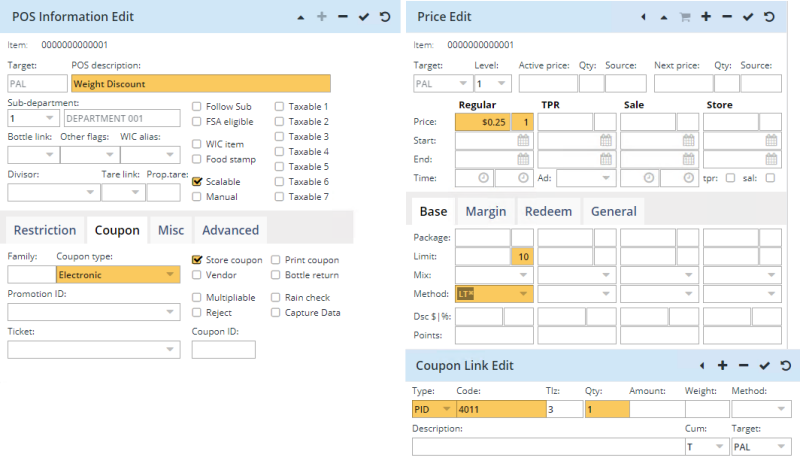 POS Information Edit
Item: 0000000000001
Target: POS description:
PAL Weight Discount
Sub-department:
1 DEPARTMENT 001
Bottle link: Other flags: WIC alias:
Divisor: Tare link: Prop.tare:
Follow Sub
FSA eligible
WIC item
Food stamp
Scalable
Manual
Taxable 1
Taxable 2
Taxable 3
Taxable 4
Taxable 5
Taxable 6
Taxable 7
Restriction Coupon Misc Advanced
Family: Coupon type:
Electronic
Promotion ID:
Ticket:
Store coupon Print coupon
Vendor Bottle return
Multipliable Rain check
Reject Capture Data
Coupon ID:
Price Edit
Item: 0000000000001
Target: Level: Active price: Qty: Source: Next price: Qty: Source:
PAL 1
Regular TPR Sale Store
Price: $0.25 1
Start:
End:
Time: Ad: tpr: sal:
Base Margin Redeem General
Package:
Limit: 10
Mix:
Method: LT*
Dsc $|%:
Points:
Coupon Link Edit
Type: Code: Tlz: Qty: Amount: Weight: Method:
PID 4011 3 1
Description: Cum: Target:
T PAL